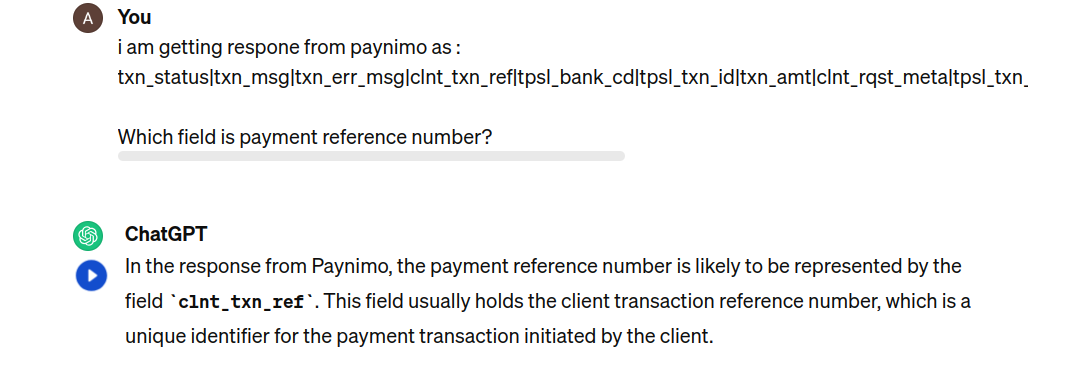 A You
i am getting respone from paynimo as :
txn_status|txn_msg|txn_err_msg|clnt_txn_ref|tpsl_bank_cd|tpsl_txn_id|txn_amt|clnt_rqst_meta|tpsl_txn_
Which field is payment reference number?
ChatGPT
In the response from Paynimo, the payment reference number is likely to be represented by the
field `clnt_txn_ref`. This field usually holds the client transaction reference number, which is a
unique identifier for the payment transaction initiated by the client.